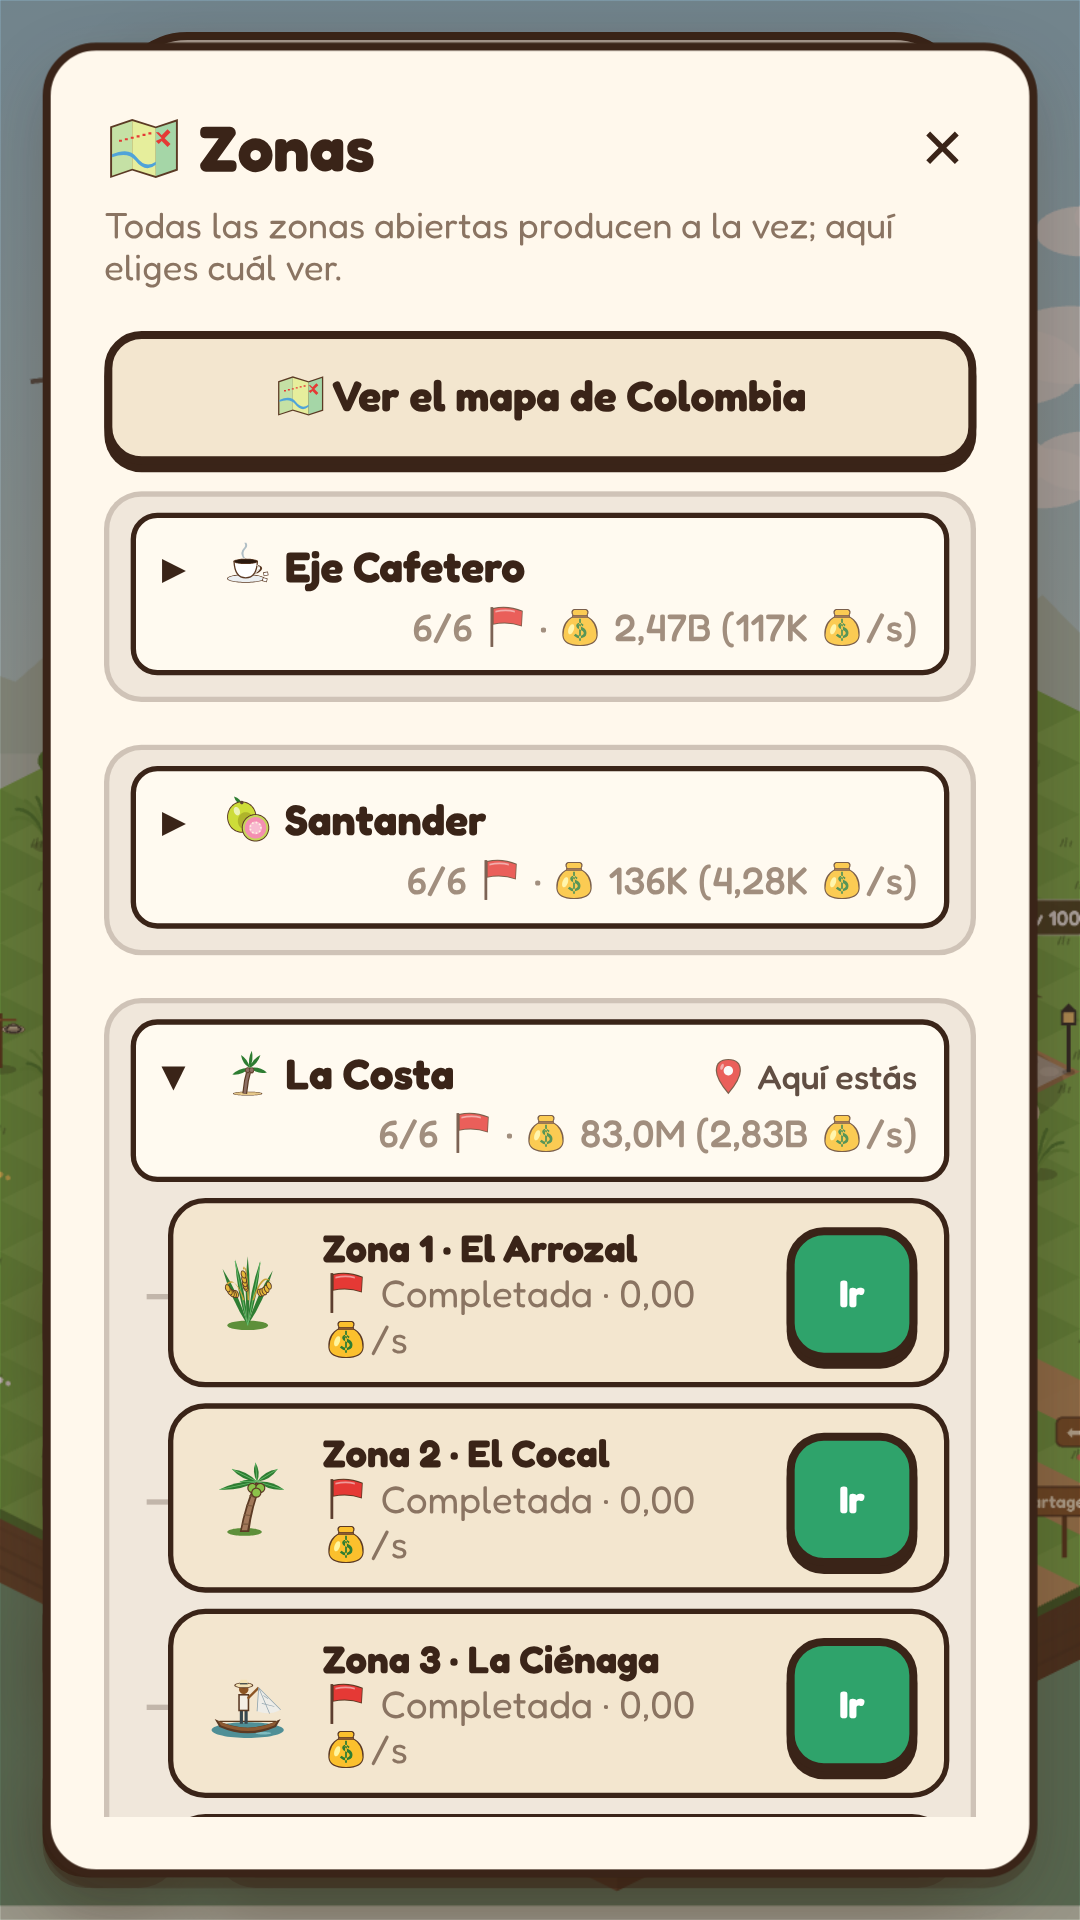 Zonas
Todas las zonas abiertas producen a la vez; aquí
eliges cuál ver.
Ver el mapa de Colombia
Eje Cafetero
6/6 · 2,47B (117K /s)
Santander
6/6 · 136K (4,28K /s)
La Costa Aquí estás
6/6 · 83,0M (2,83B /s)
Zona 1 · El Arrozal
Completada · 0,00
/s
Ir
Zona 2 · El Cocal
Completada · 0,00
/s
Ir
Zona 3 · La Ciénaga
Completada · 0,00
/s
Ir
100